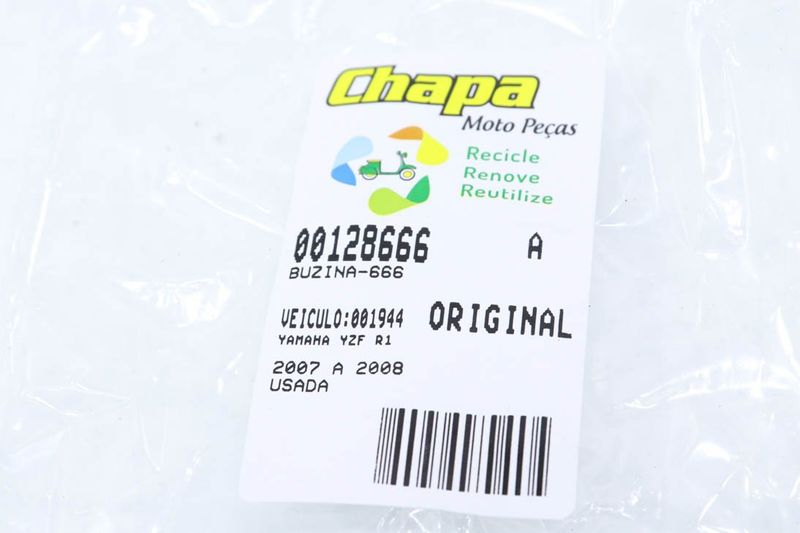 Chapa
Moto Peças
Recicle
Renove
Reutilize
00128666 A
BUZINA-666
VEICULO:001944 ORIGINAL
YAMAHA YZF R1
2007 A 2008
USADA